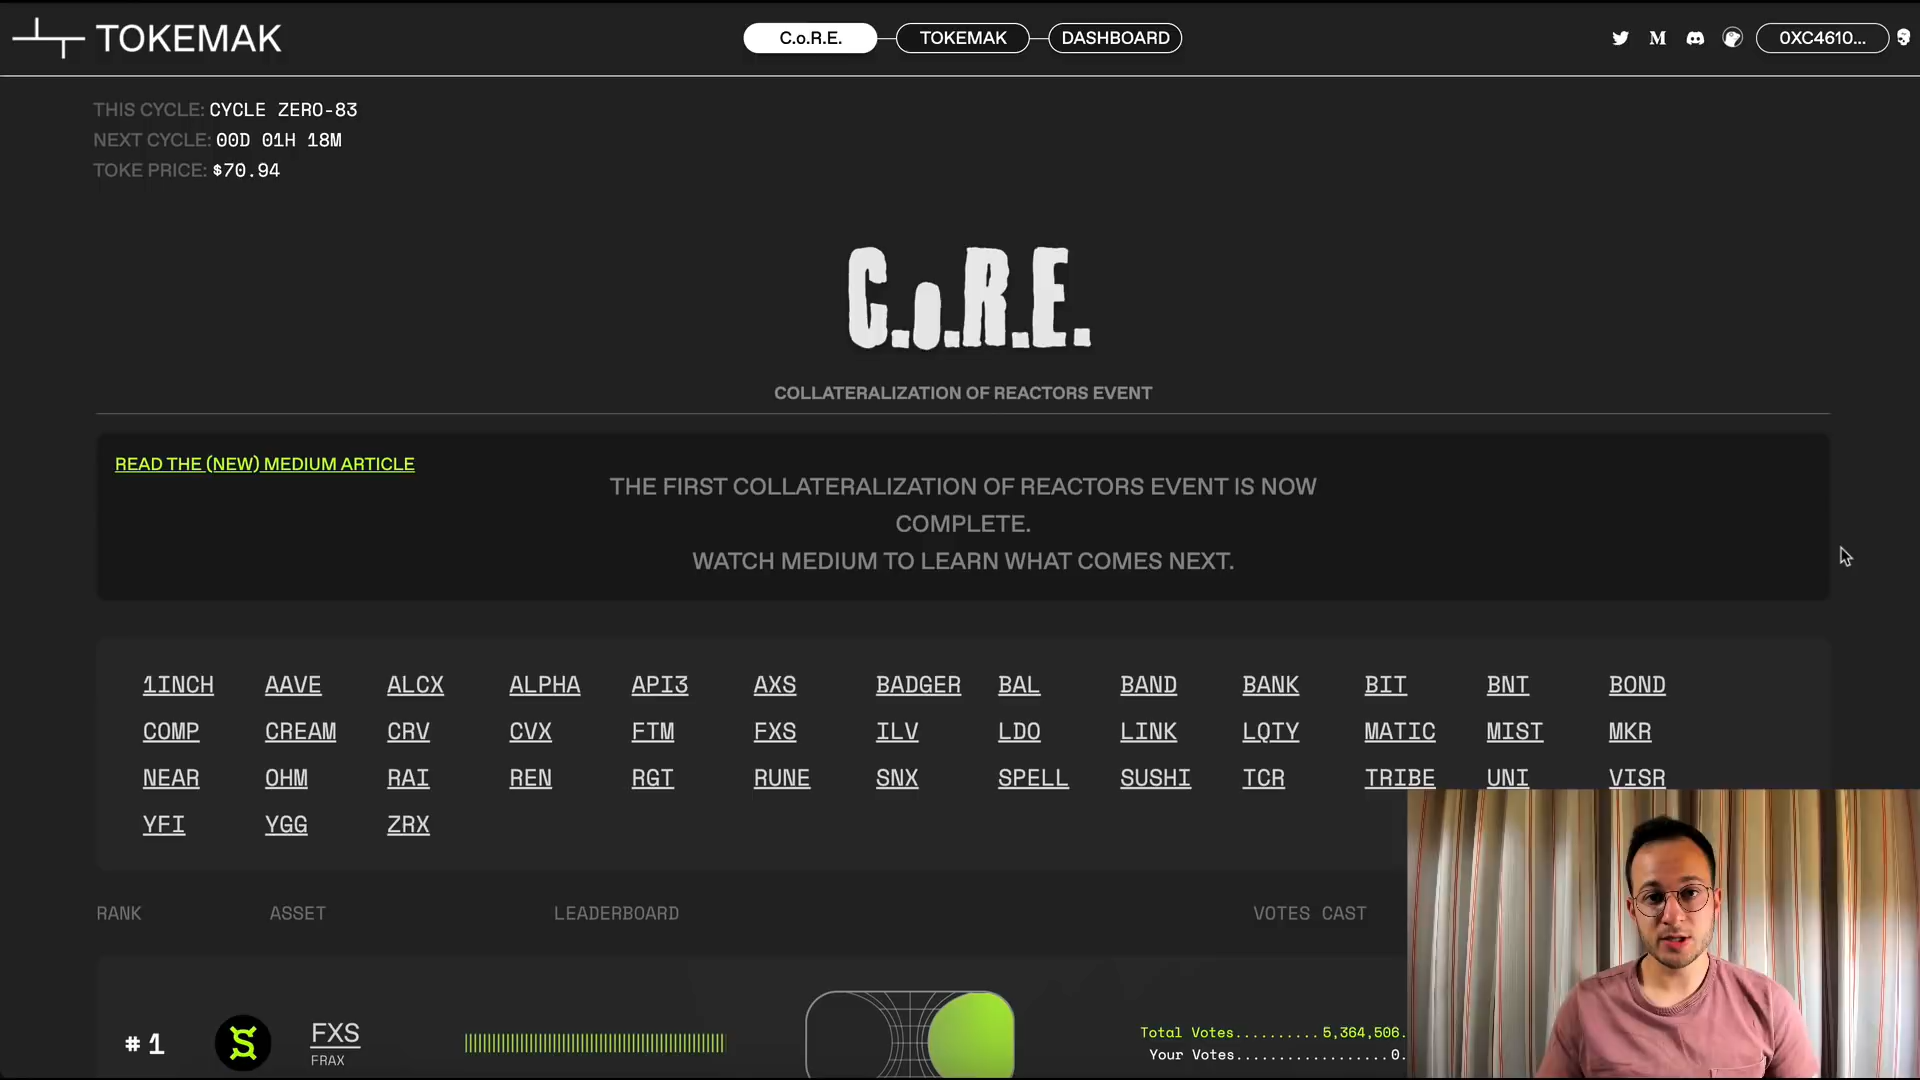 TOKEMAK
C.o.R.E. TOKEMAK DASHBOARD
0XC4610...
THIS CYCLE: CYCLE ZERO-83
NEXT CYCLE: 00D 01H 18M
TOKE PRICE: $70.94
C.o.R.E.
COLLATERALIZATION OF REACTORS EVENT
READ THE (NEW) MEDIUM ARTICLE
THE FIRST COLLATERALIZATION OF REACTORS EVENT IS NOW
COMPLETE.
WATCH MEDIUM TO LEARN WHAT COMES NEXT.
1INCH AAVE ALCX ALPHA API3 AXS BADGER BAL BAND BANK BIT BNT BOND
COMP CREAM CRV CVX FTM FXS ILV LDO LINK LQTY MATIC MIST MKR
NEAR OHM RAI REN RGT RUNE SNX SPELL SUSHI TCR TRIBE UNI VISR
YFI YGG ZRX
RANK ASSET LEADERBOARD VOTES CAST
#1 FXS
FRAX
Total Votes..........5,364,506.
Your Votes.................0.